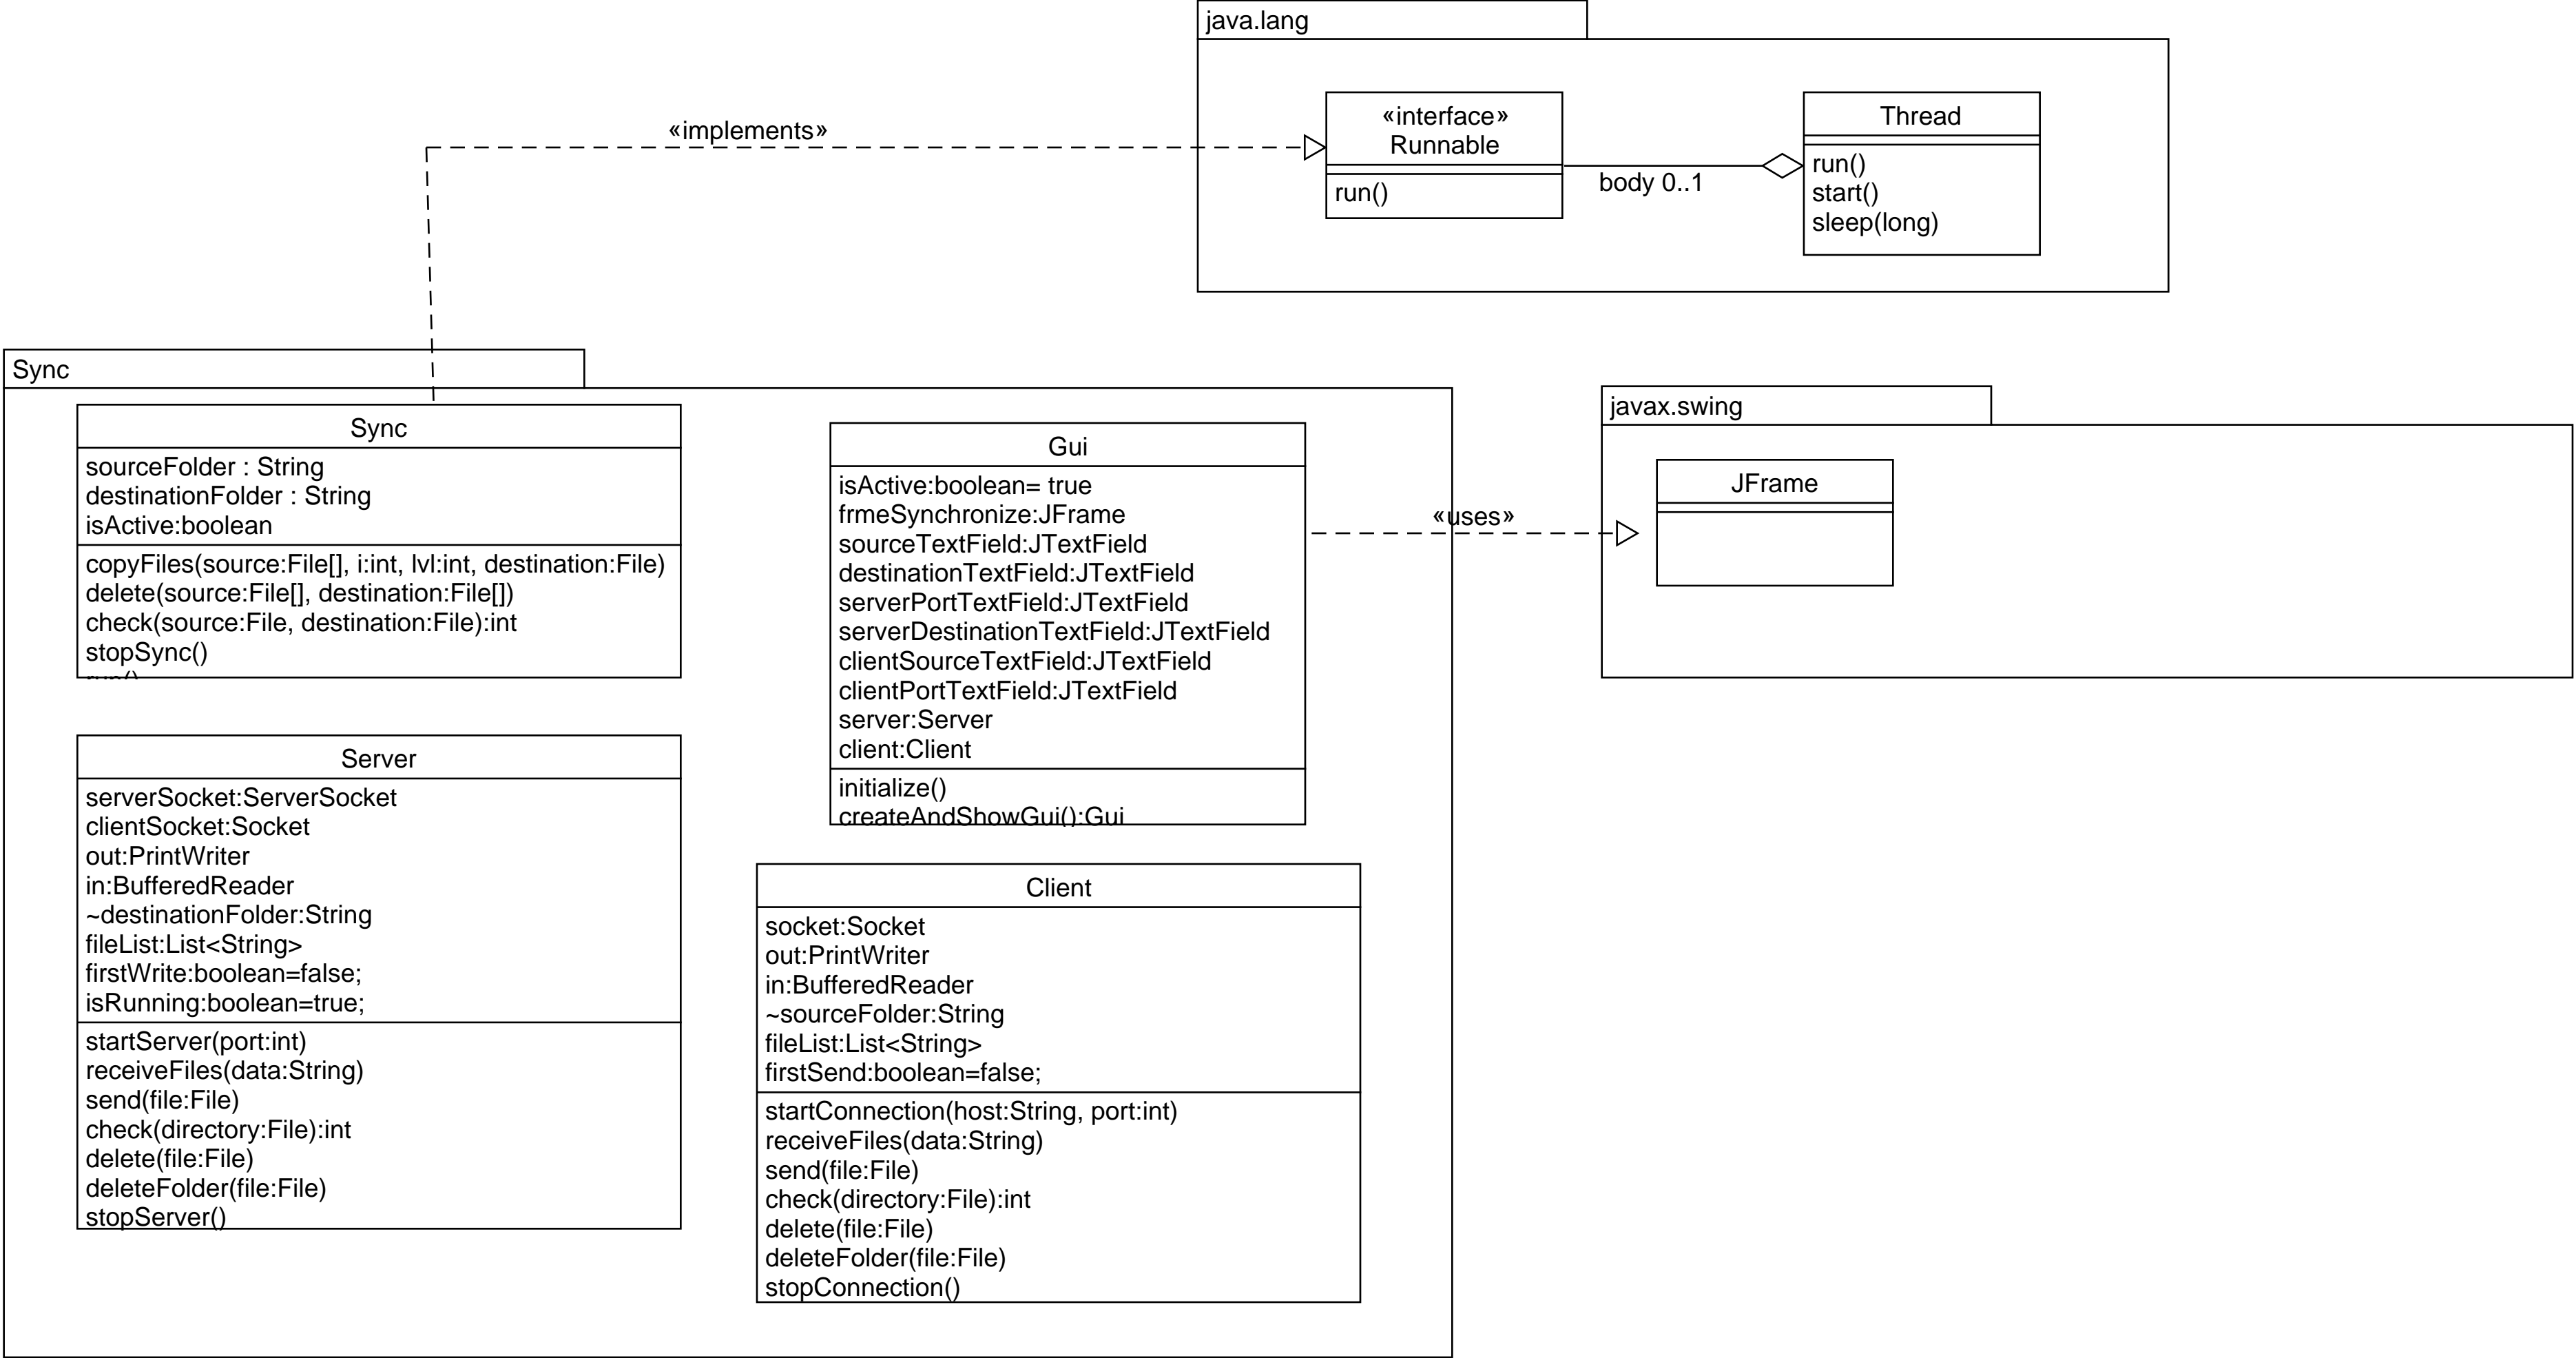 java.lang
«interface»
Runnable
run()
body 0..1
Thread
run()
start()
sleep(long)
«implements»
Sync
Sync
sourceFolder : String
destinationFolder : String
isActive:boolean
copyFiles(source:File[], i:int, lvl:int, destination:File)
delete(source:File[], destination:File[])
check(source:File, destination:File):int
stopSync()
Gui
isActive:boolean= true
frmeSynchronize:JFrame
sourceTextField:JTextField
destinationTextField:JTextField
serverPortTextField:JTextField
serverDestinationTextField:JTextField
clientSourceTextField:JTextField
clientPortTextField:JTextField
server:Server
client:Client
initialize()
createAndShowGui():Gui
«uses»
javax.swing
JFrame
Server
serverSocket:ServerSocket
clientSocket:Socket
out:PrintWriter
in:BufferedReader
~destinationFolder:String
fileList:List<String>
firstWrite:boolean=false;
isRunning:boolean=true;
startServer(port:int)
receiveFiles(data:String)
send(file:File)
check(directory:File):int
delete(file:File)
deleteFolder(file:File)
stopServer()
Client
socket:Socket
out:PrintWriter
in:BufferedReader
~sourceFolder:String
fileList:List<String>
firstSend:boolean=false;
startConnection(host:String, port:int)
receiveFiles(data:String)
send(file:File)
check(directory:File):int
delete(file:File)
deleteFolder(file:File)
stopConnection()